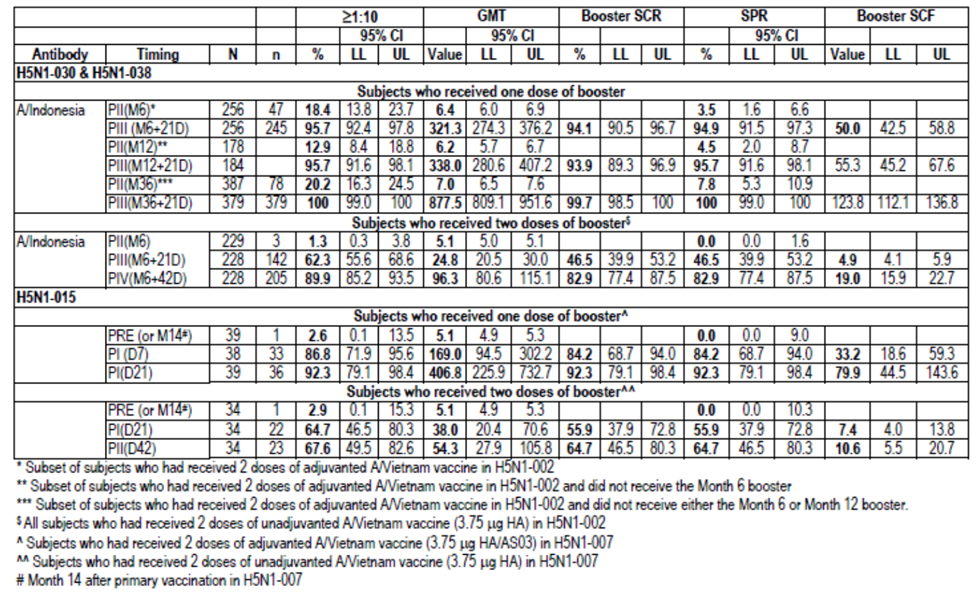 ≥1:10 GMT Booster SCR SPR Booster SCF
95% CI 95% CI 95% CI
Antibody Timing N n % LL UL Value LL UL % LL UL % LL UL Value LL UL
H5N1-030 & H5N1-038
Subjects who received one dose of booster
A/Indonesia PII(M6)* 256 47 18.4 13.8 23.7 6.4 6.0 6.9 3.5 1.6 6.6
PIII (M6+21D) 256 245 95.7 92.4 97.8 321.3 274.3 376.2 94.1 90.5 96.7 94.9 91.5 97.3 50.0 42.5 58.8
PII(M12)** 178 12.9 8.4 18.8 6.2 5.7 6.7 4.5 2.0 8.7
PIII(M12+21D) 184 95.7 91.6 98.1 338.0 280.6 407.2 93.9 89.3 96.9 95.7 91.6 98.1 55.3 45.2 67.6
PII(M36)*** 387 78 20.2 16.3 24.5 7.0 6.5 7.6 7.8 5.3 10.9
PIII(M36+21D) 379 379 100 99.0 100 877.5 809.1 951.6 99.7 98.5 100 100 99.0 100 123.8 112.1 136.8
Subjects who received two doses of booster$
A/Indonesia PII(M6) 229 3 1.3 0.3 3.8 5.1 5.0 5.1 0.0 0.0 1.6
PIII(M6+21D) 228 142 62.3 55.6 68.6 24.8 20.5 30.0 46.5 39.9 53.2 46.5 39.9 53.2 4.9 4.1 5.9
PIV(M6+42D) 228 205 89.9 85.2 93.5 96.3 80.6 115.1 82.9 77.4 87.5 82.9 77.4 87.5 19.0 15.9 22.7
H5N1-015
Subjects who received one dose of booster^
PRE (or M14#) 39 1 2.6 0.1 13.5 5.1 4.9 5.3 0.0 0.0 9.0
PI (D7) 38 33 86.8 71.9 95.6 169.0 94.5 302.2 84.2 68.7 94.0 84.2 68.7 94.0 33.2 18.6 59.3
PI(D21) 39 36 92.3 79.1 98.4 406.8 225.9 732.7 92.3 79.1 98.4 92.3 79.1 98.4 79.9 44.5 143.6
Subjects who received two doses of booster^^
PRE (or M14#) 34 1 2.9 0.1 15.3 5.1 4.9 5.3 0.0 0.0 10.3
PI(D21) 34 22 64.7 46.5 80.3 38.0 20.4 70.6 55.9 37.9 72.8 55.9 37.9 72.8 7.4 4.0 13.8
PII(D42) 34 23 67.6 49.5 82.6 54.3 27.9 105.8 64.7 46.5 80.3 64.7 46.5 80.3 10.6 5.5 20.7
* Subset of subjects who had received 2 doses of adjuvanted A/Vietnam vaccine in H5N1-002
** Subset of subjects who had received 2 doses of adjuvanted A/Vietnam vaccine in H5N1-002 and did not receive the Month 6 booster
*** Subset of subjects who had received 2 doses of adjuvanted A/Vietnam vaccine in H5N1-002 and did not receive either the Month 6 or Month 12 booster.
$ All subjects who had received 2 doses of unadjuvanted A/Vietnam vaccine (3.75 µg HA) in H5N1-002
^ Subjects who had received 2 doses of adjuvanted A/Vietnam vaccine (3.75 µg HA/AS03) in H5N1-007
^^ Subjects who had received 2 doses of unadjuvanted A/Vietnam vaccine (3.75 µg HA) in H5N1-007
# Month 14 after primary vaccination in H5N1-007